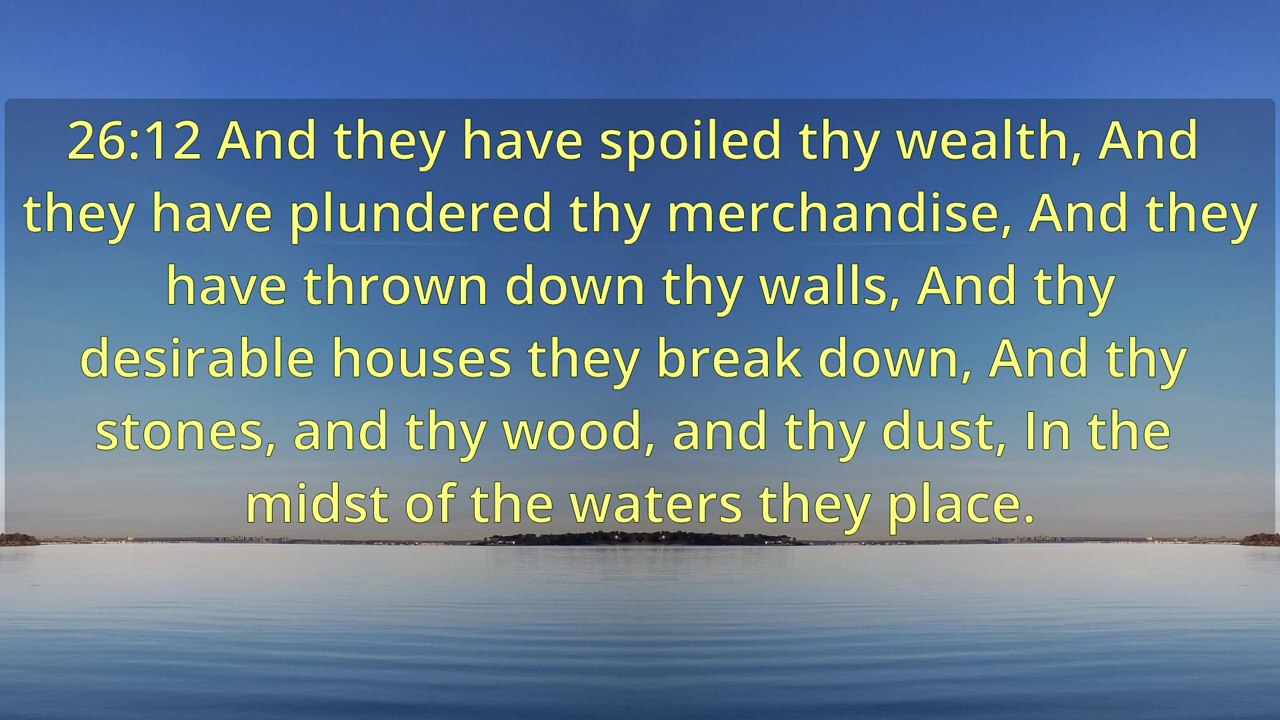 26:12 And they have spoiled thy wealth, And
they have plundered thy merchandise, And they
have thrown down thy walls, And thy
desirable houses they break down, And thy
stones, and thy wood, and thy dust, In the
midst of the waters they place.